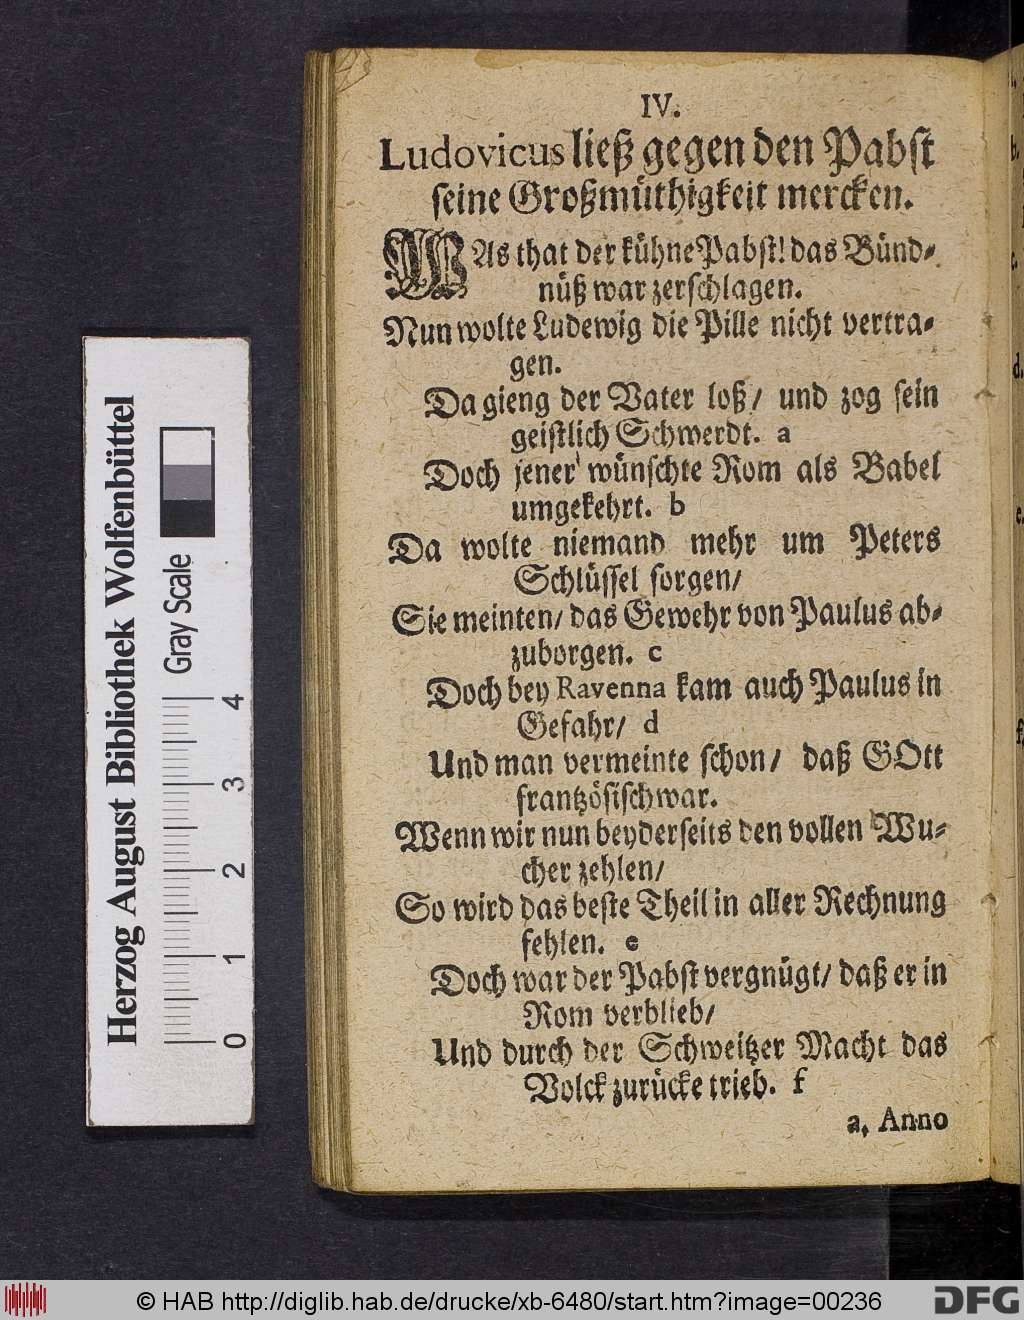 IV.
Ludovicus ließ gegen den Pabst
seine Großmüthigkeit mercken.
WAs that der kühne Pabst! das Bünd-
nüß war zerschlagen.
Nun wolte Ludewig die Pille nicht vertra-
gen.
Da gieng der Vater loß/ und zog sein
geistlich Schwerdt. a
Doch jener wünschte Rom als Babel
umgekehrt. b
Da wolte niemand mehr um Peters
Schlüssel sorgen/
Sie meinten/ das Gewehr von Paulus ab-
zuborgen. c
Doch bey Ravenna kam auch Paulus in
Gefahr/ d
Und man vermeinte schon/ daß GOtt
frantzösisch war.
Wenn wir nun beyderseits den vollen Wu-
cher zehlen/
So wird das beste Theil in aller Rechnung
fehlen. e
Doch war der Pabst vergnügt/ daß er in
Rom verblieb/
Und durch der Schweitzer Macht das
Volck zurücke trieb. f
a, Anno
Herzog August Bibliothek Wolfenbüttel
Gray Scale
0 1 2 3 4
b.
c.
d.
e.
f.
© HAB http://diglib.hab.de/drucke/xb-6480/start.htm?image=00236
DFG